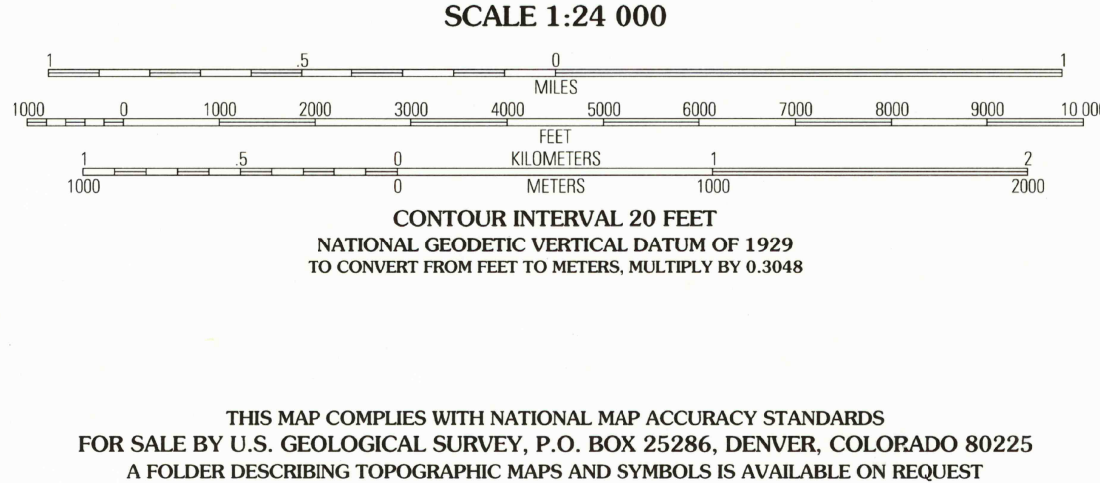 SCALE 1:24 000
1 .5 0 1
MILES
1000 0 1000 2000 3000 4000 5000 6000 7000 8000 9000 10 000
FEET
1 .5 0 KILOMETERS 1 2
1000 0 METERS 1000 2000
CONTOUR INTERVAL 20 FEET
NATIONAL GEODETIC VERTICAL DATUM OF 1929
TO CONVERT FROM FEET TO METERS, MULTIPLY BY 0.3048
THIS MAP COMPLIES WITH NATIONAL MAP ACCURACY STANDARDS
FOR SALE BY U.S. GEOLOGICAL SURVEY, P.O. BOX 25286, DENVER, COLORADO 80225
A FOLDER DESCRIBING TOPOGRAPHIC MAPS AND SYMBOLS IS AVAILABLE ON REQUEST